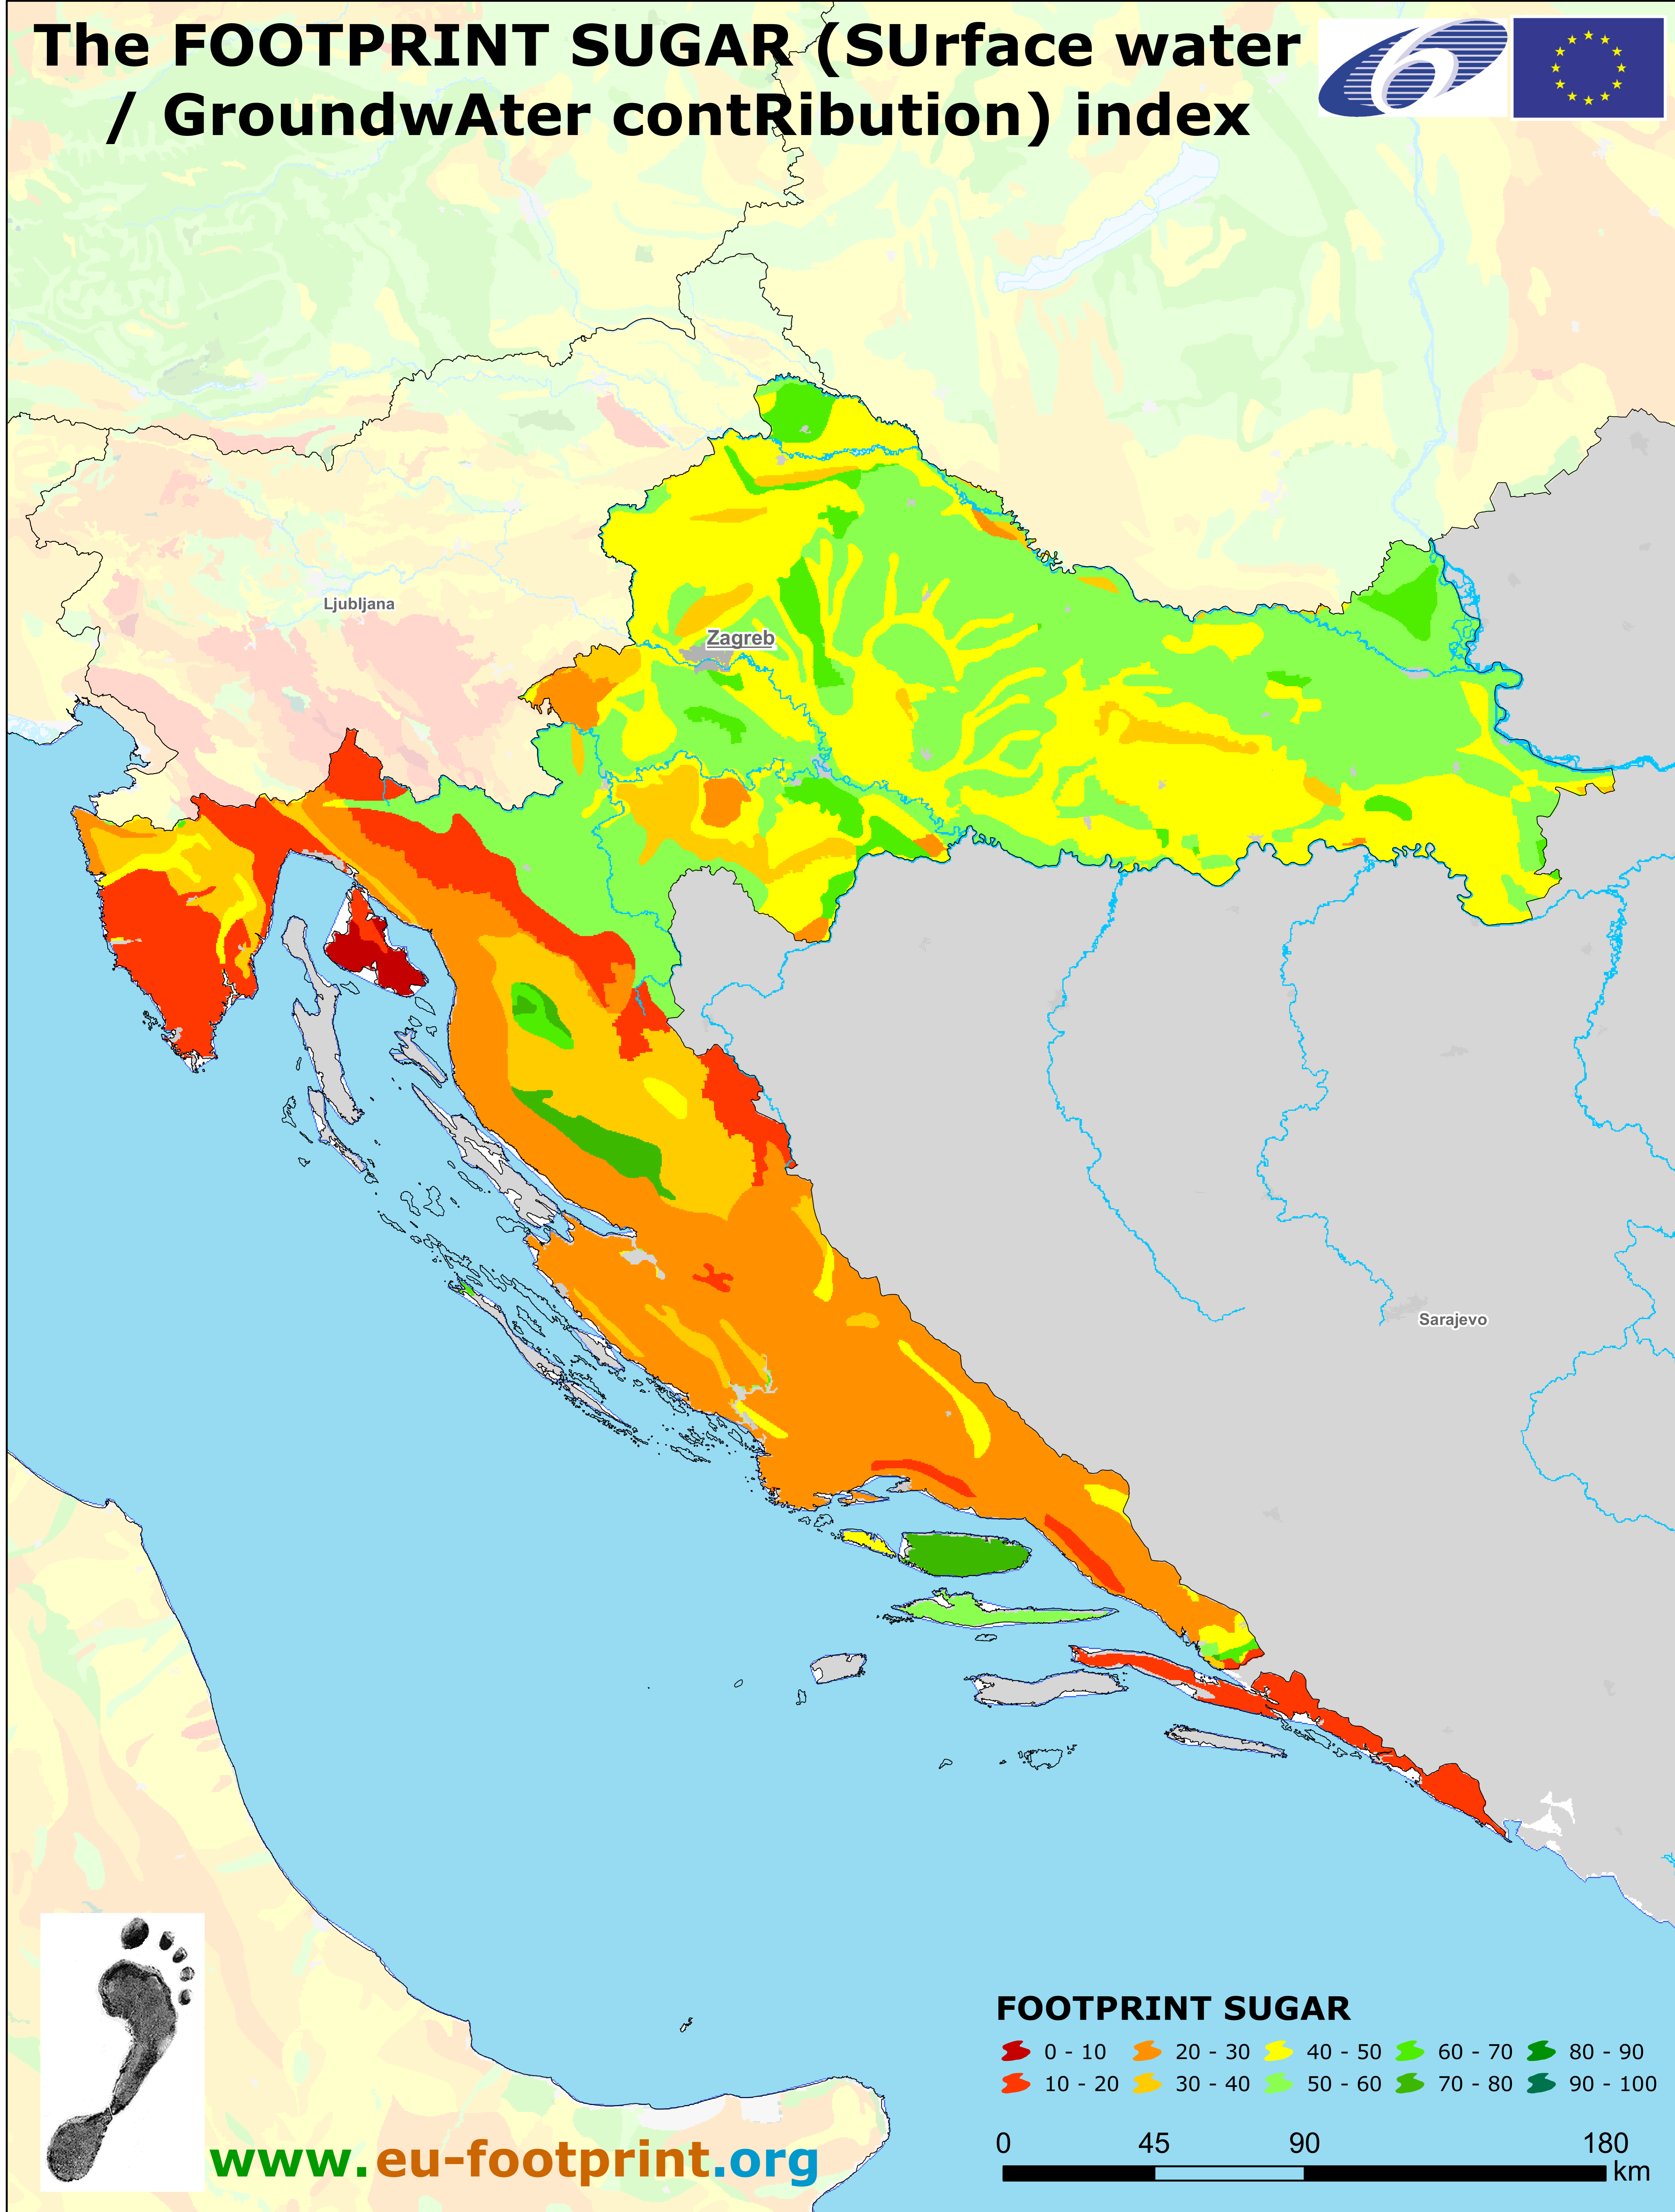 The FOOTPRINT SUGAR (SUrface water
/ GroundwAter contRibution) index
Ljubljana
Zagreb
Sarajevo
FOOTPRINT SUGAR
0 - 10 20 - 30 40 - 50 60 - 70 80 - 90
10 - 20 30 - 40 50 - 60 70 - 80 90 - 100
0 45 90 180
km
www.eu-footprint.org